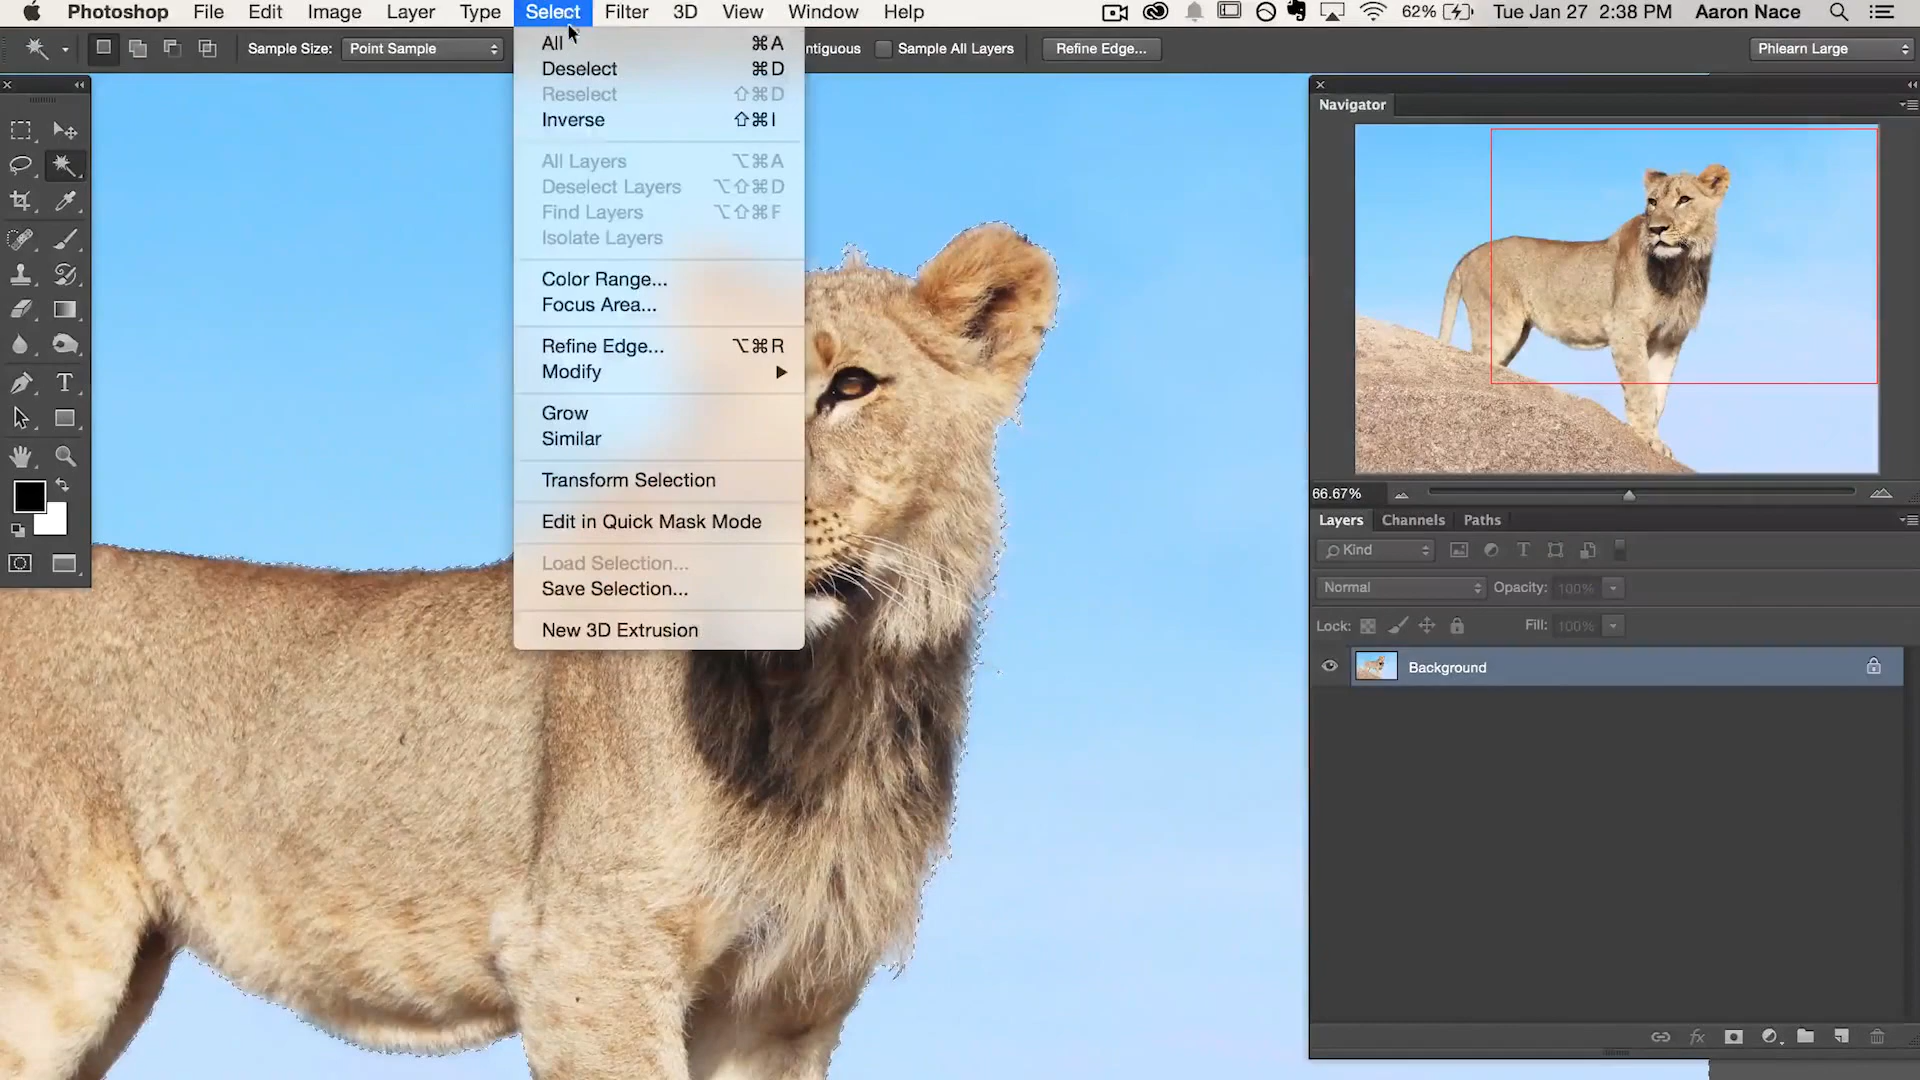 Photoshop File Edit Image Layer Type Select Filter 3D View Window Help 62% Tue Jan 27 2:38 PM Aaron Nace
Sample Size: Point Sample ntiguous Sample All Layers Refine Edge... Phlearn Large
All ⌘A
Deselect ⌘D
Reselect ⇧⌘D
Inverse ⇧⌘I
All Layers ⌥⌘A
Deselect Layers ⌥⇧⌘D
Find Layers ⌥⇧⌘F
Isolate Layers
Color Range...
Focus Area...
Refine Edge... ⌥⌘R
Modify
Grow
Similar
Transform Selection
Edit in Quick Mask Mode
Load Selection...
Save Selection...
New 3D Extrusion
Navigator
66.67%
Layers Channels Paths
Kind
Normal Opacity: 100%
Lock: Fill: 100%
Background